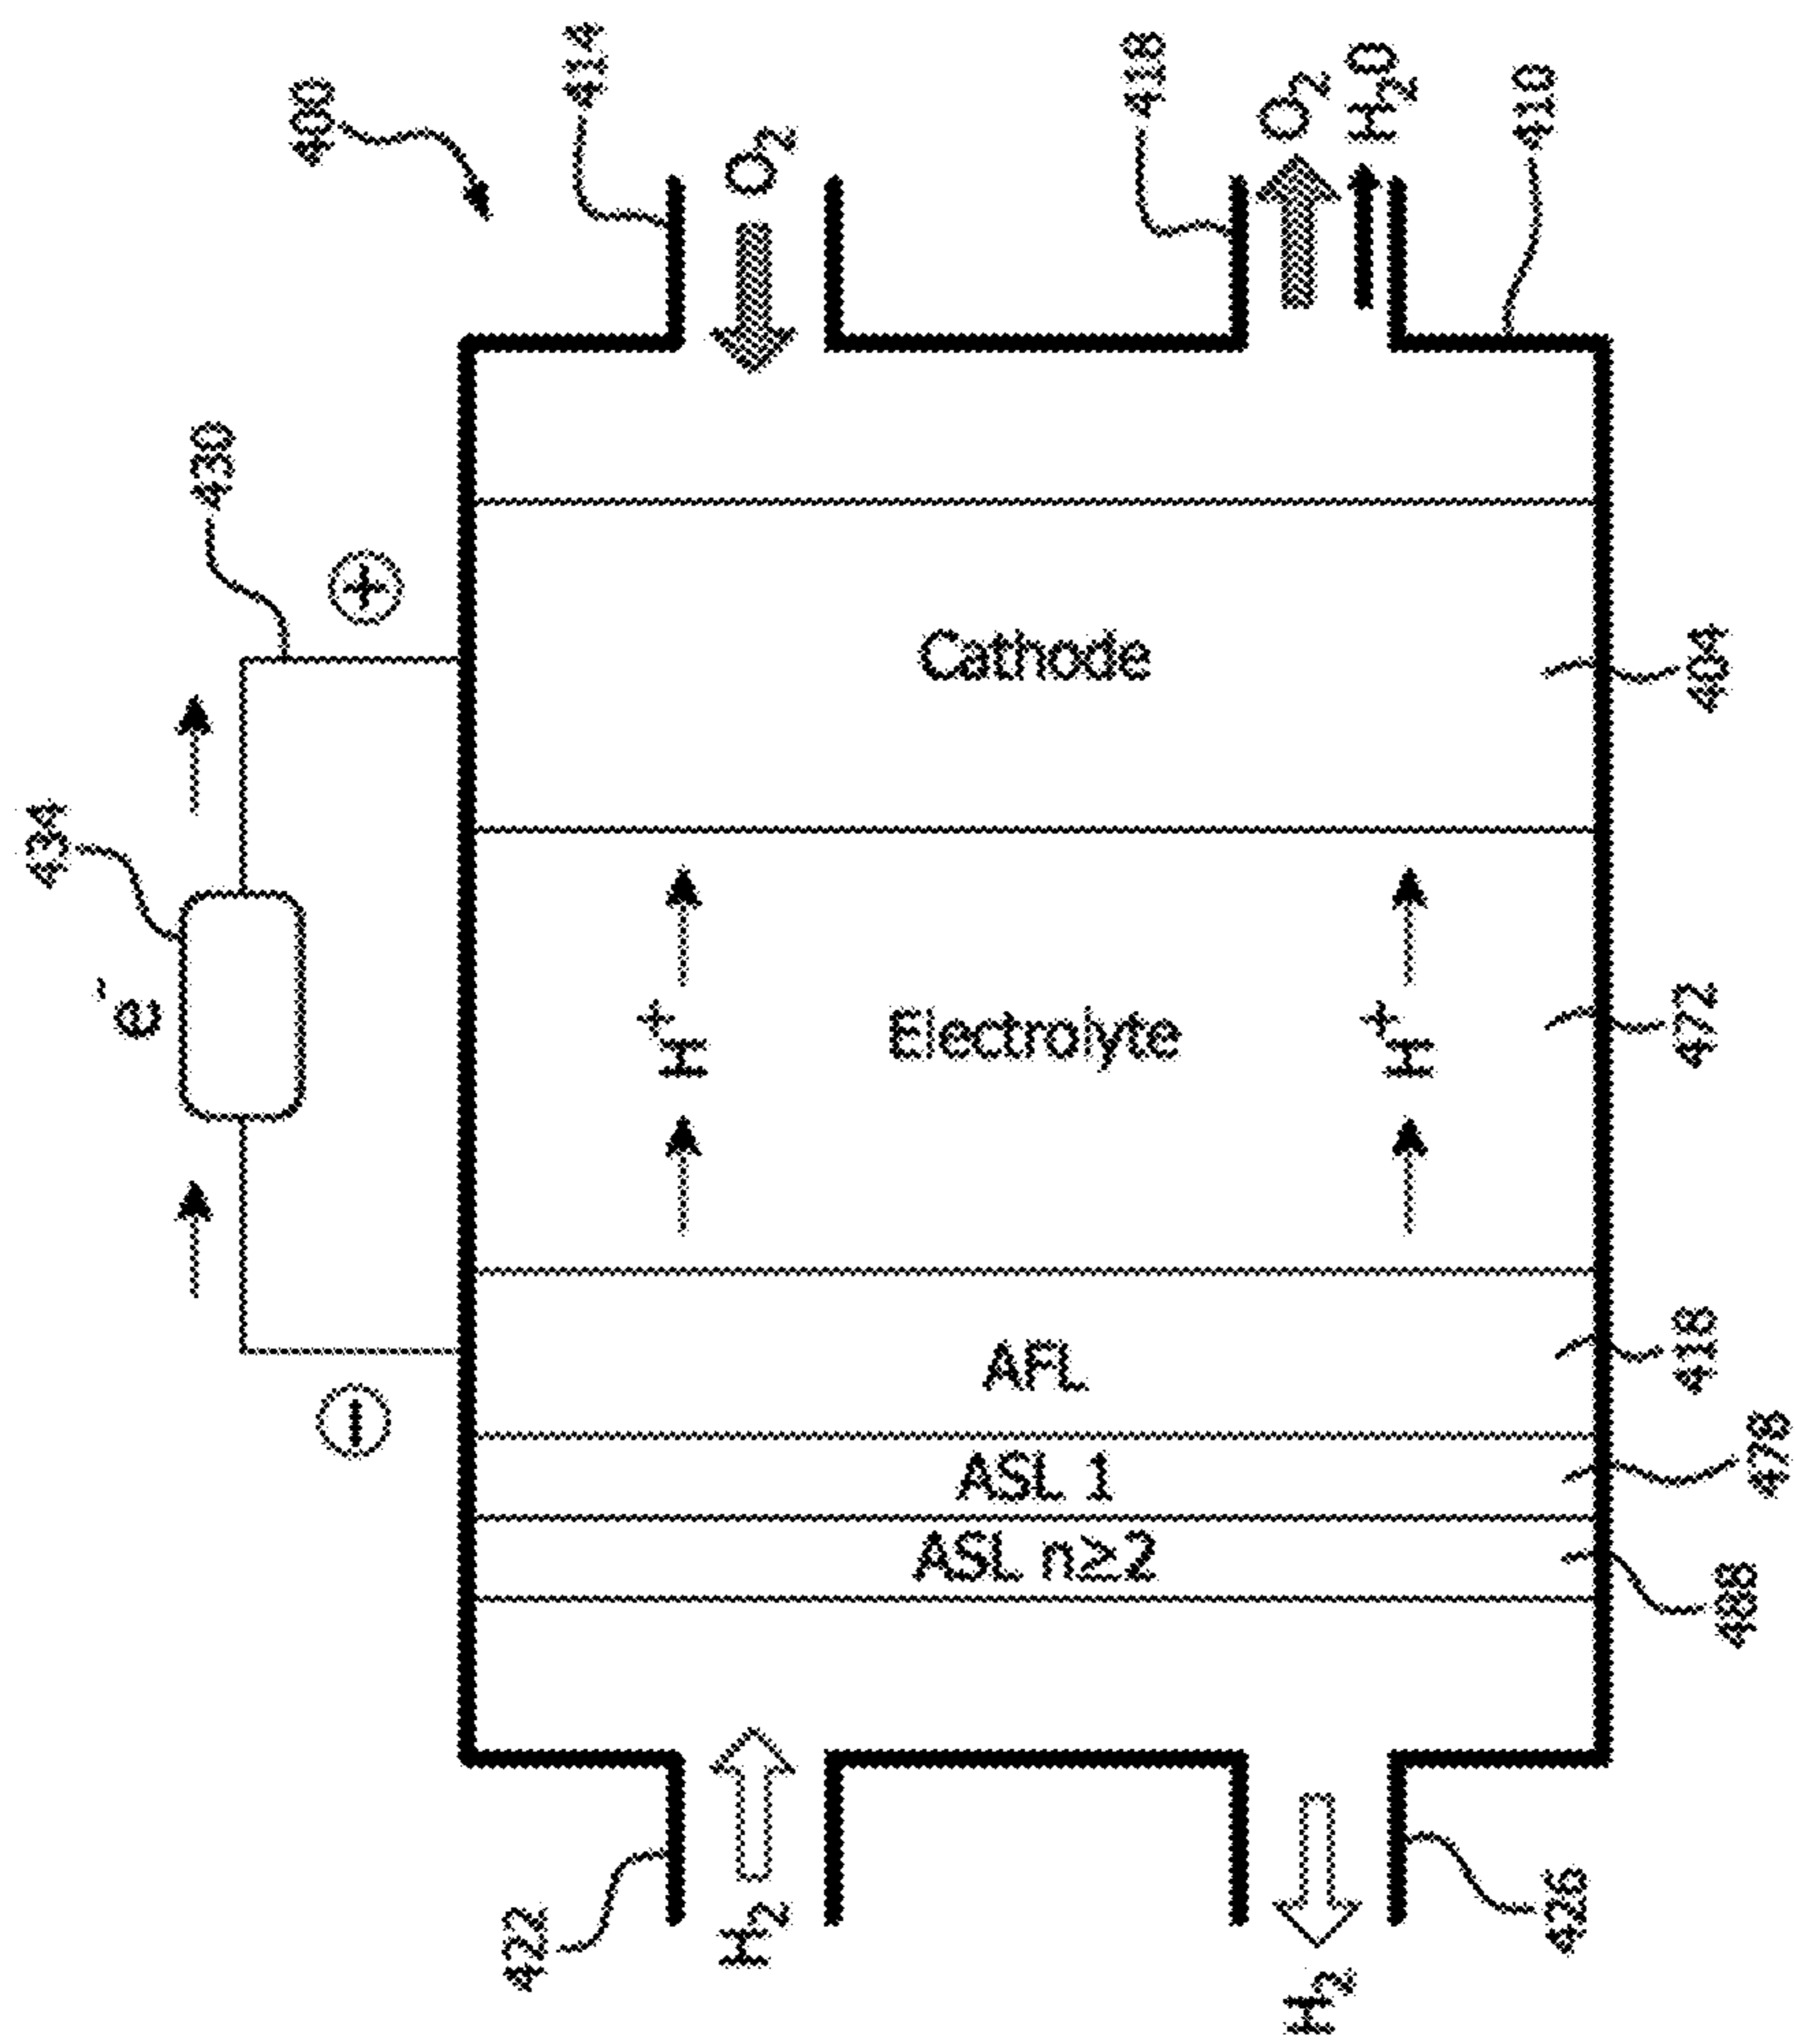 400
414
O2
418
O2
H2O
410
430
+
434
e-
−
Cathode
404
H+
Electrolyte
H+
472
AFL
418
ASL 1
478
ASL n≥2
488
422
H2
426
H2